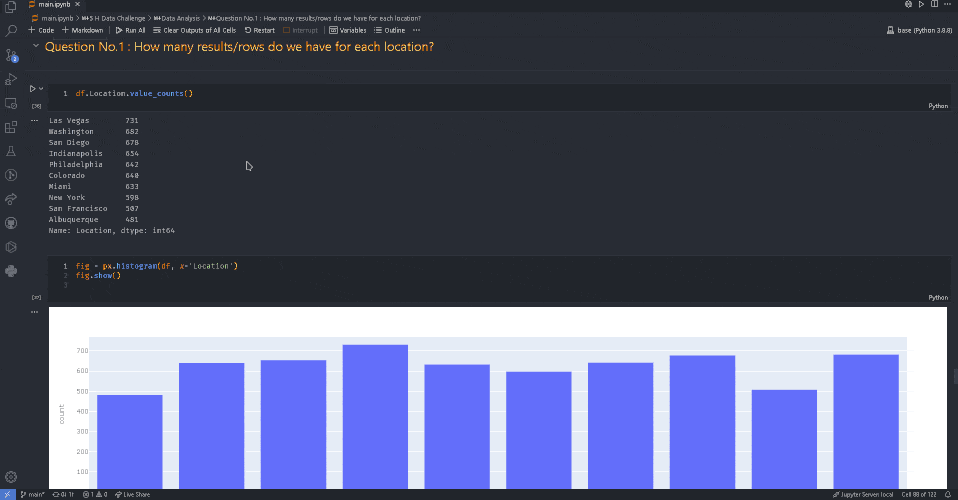 main.ipynb
main.ipynb > 5 H Data Challenge > Data Analysis > Question No.1 : How many results/rows do we have for each location?
+ Code + Markdown Run All Clear Outputs of All Cells Restart Interrupt Variables Outline ... base (Python 3.8.8)
Question No.1 : How many results/rows do we have for each location?
1 df.Location.value_counts()
[36] Python
... Las Vegas 731
Washington 682
San Diego 678
Indianapolis 654
Philadelphia 642
Colorado 640
Miami 633
New York 598
San Francisco 507
Albuquerque 481
Name: Location, dtype: int64
1 fig = px.histogram(df, x='Location')
2 fig.show()
3
[37] Python
...
700
600
500
400
300
200
100
count
main* 0↓ 1↑ 1 0 Live Share Jupyter Server: local Cell 88 of 122